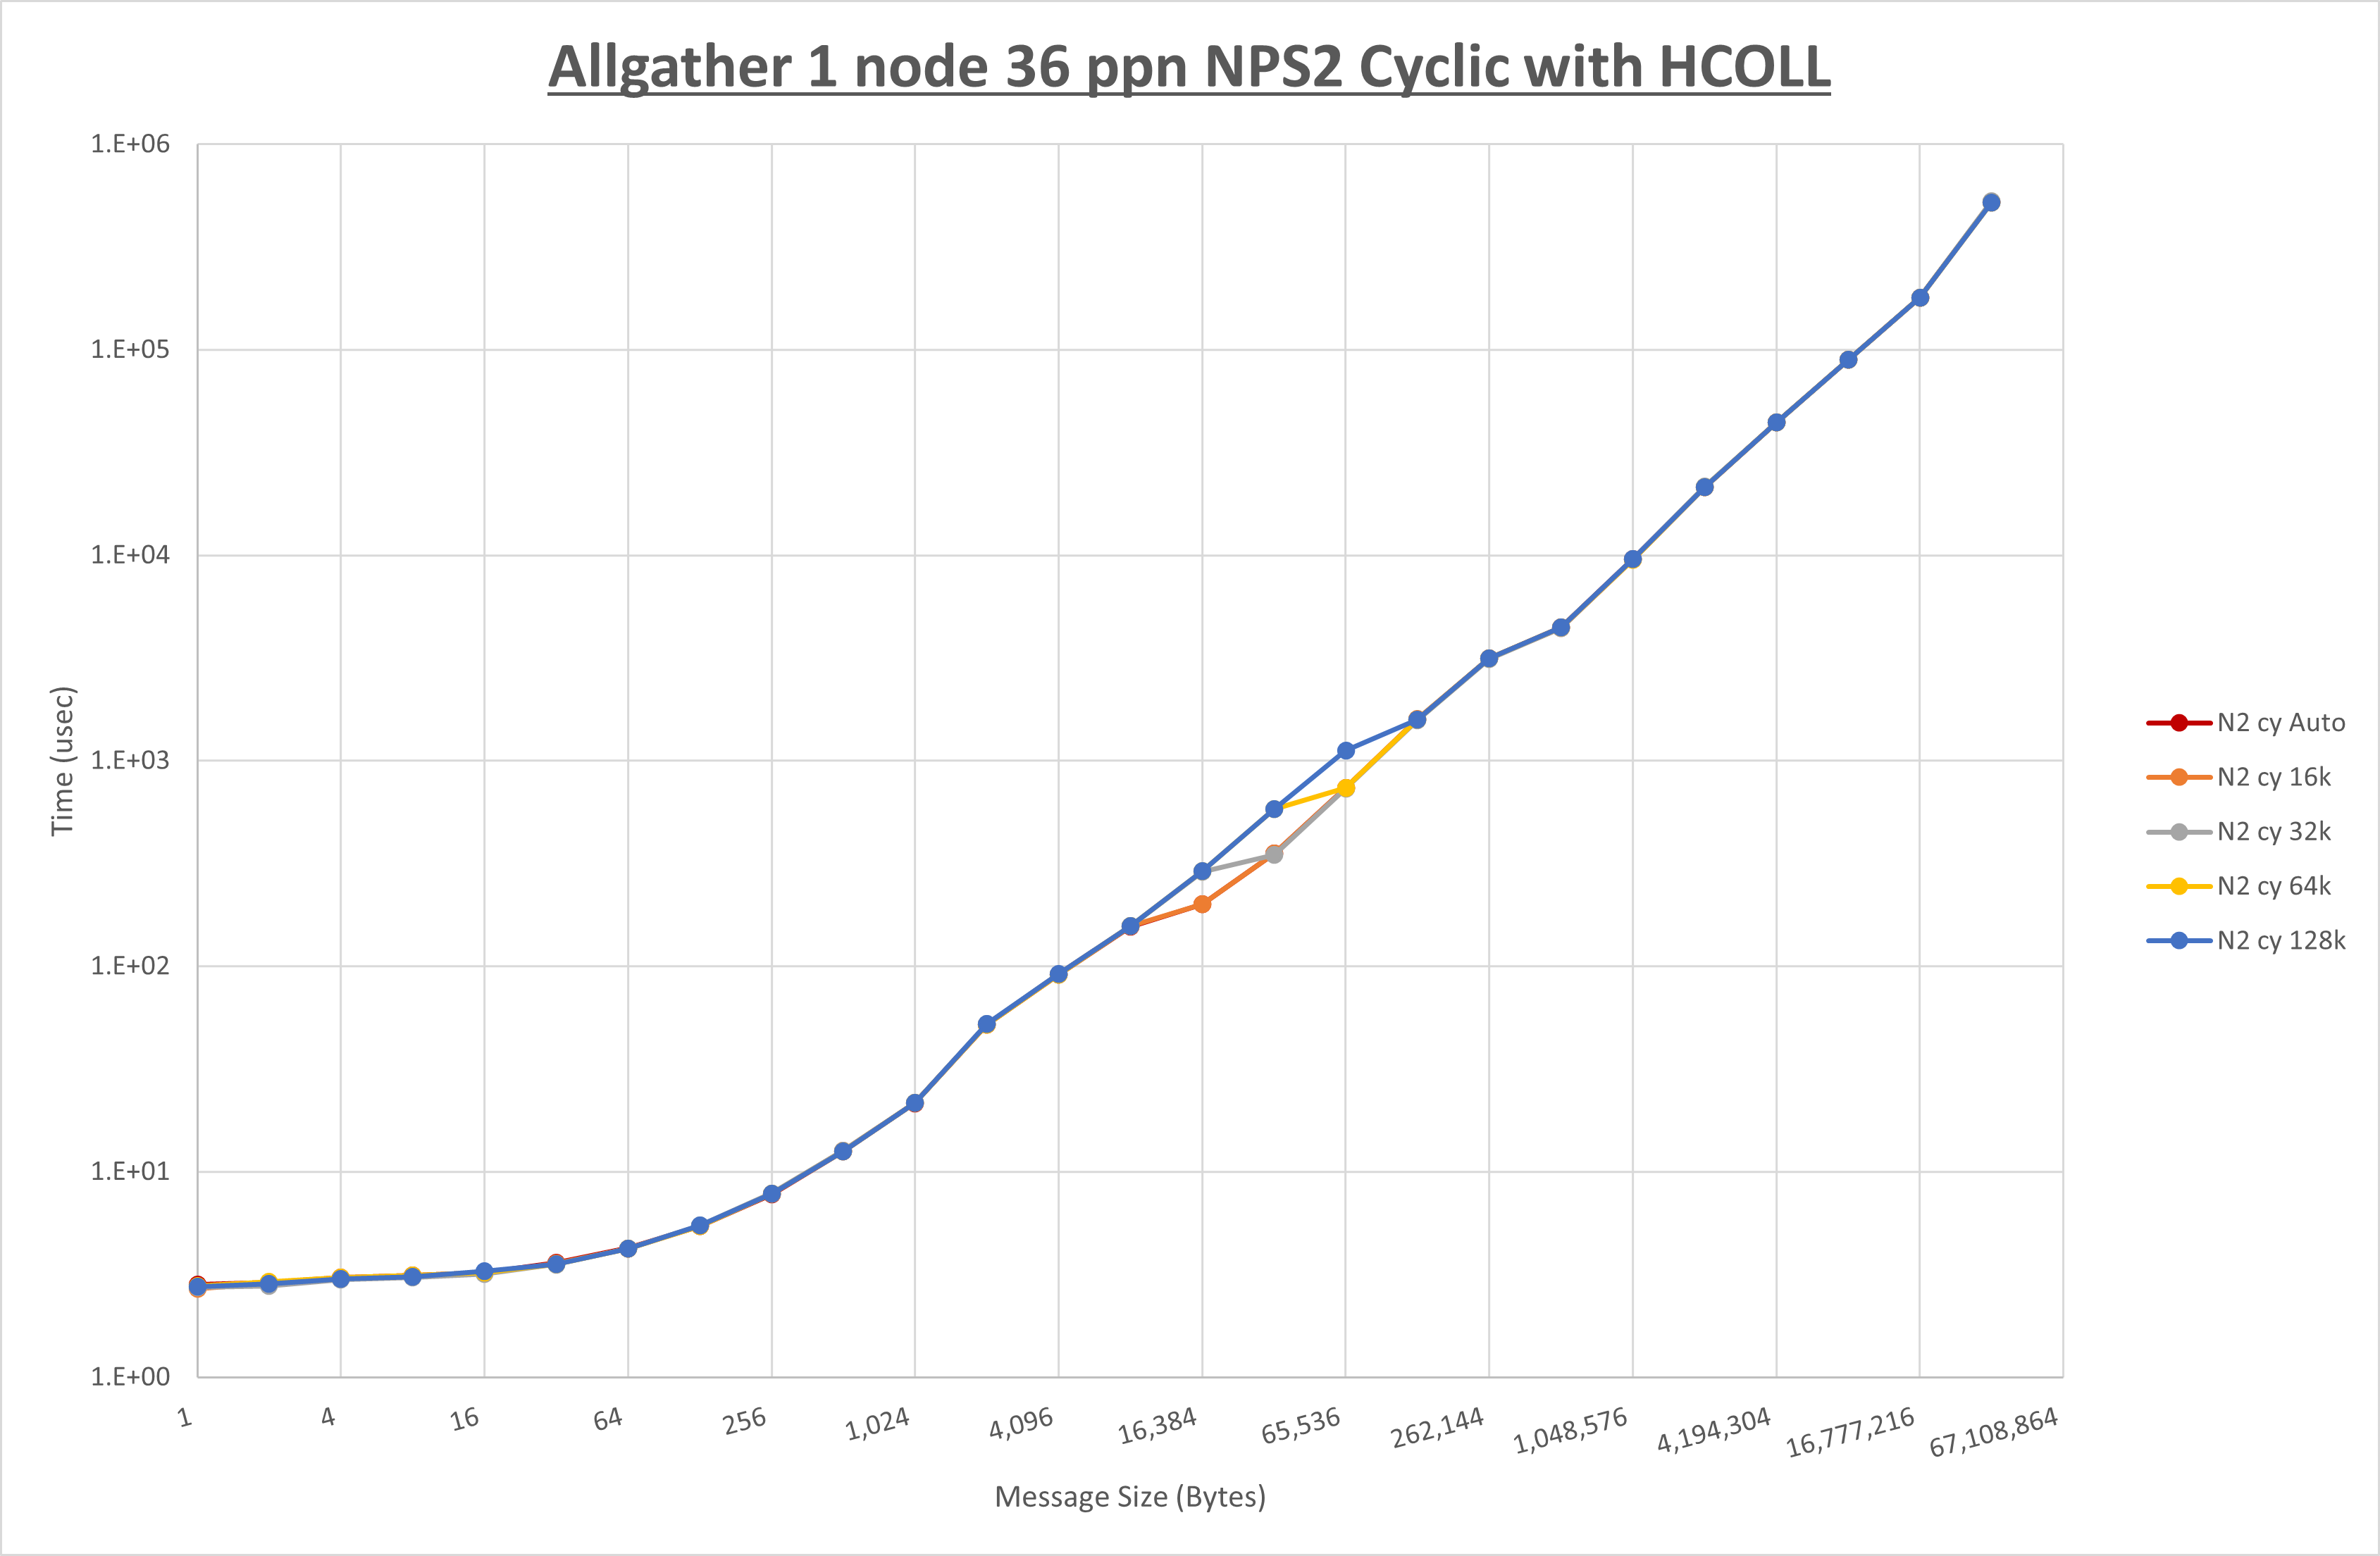 Allgather 1 node 36 ppn NPS2 Cyclic with HCOLL
1.E+06
1.E+05
1.E+04
1.E+03
1.E+02
1.E+01
1.E+00
Time (usec)
1
4
16
64
256
1,024
4,096
16,384
65,536
262,144
1,048,576
4,194,304
16,777,216
67,108,864
Message Size (Bytes)
N2 cy Auto
N2 cy 16k
N2 cy 32k
N2 cy 64k
N2 cy 128k